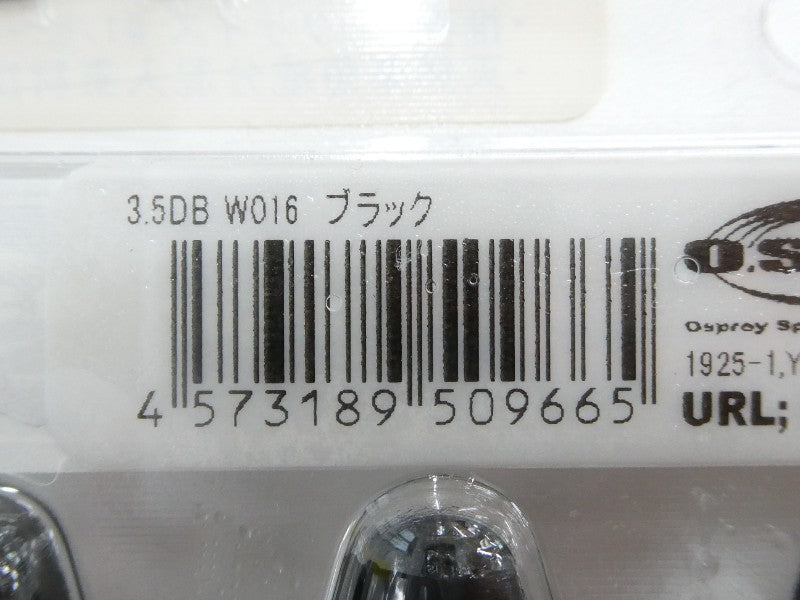 3.5DB W016 ブラック
4 573189 509665
O.S
Osprey Sp
1925-1,Y
URL;